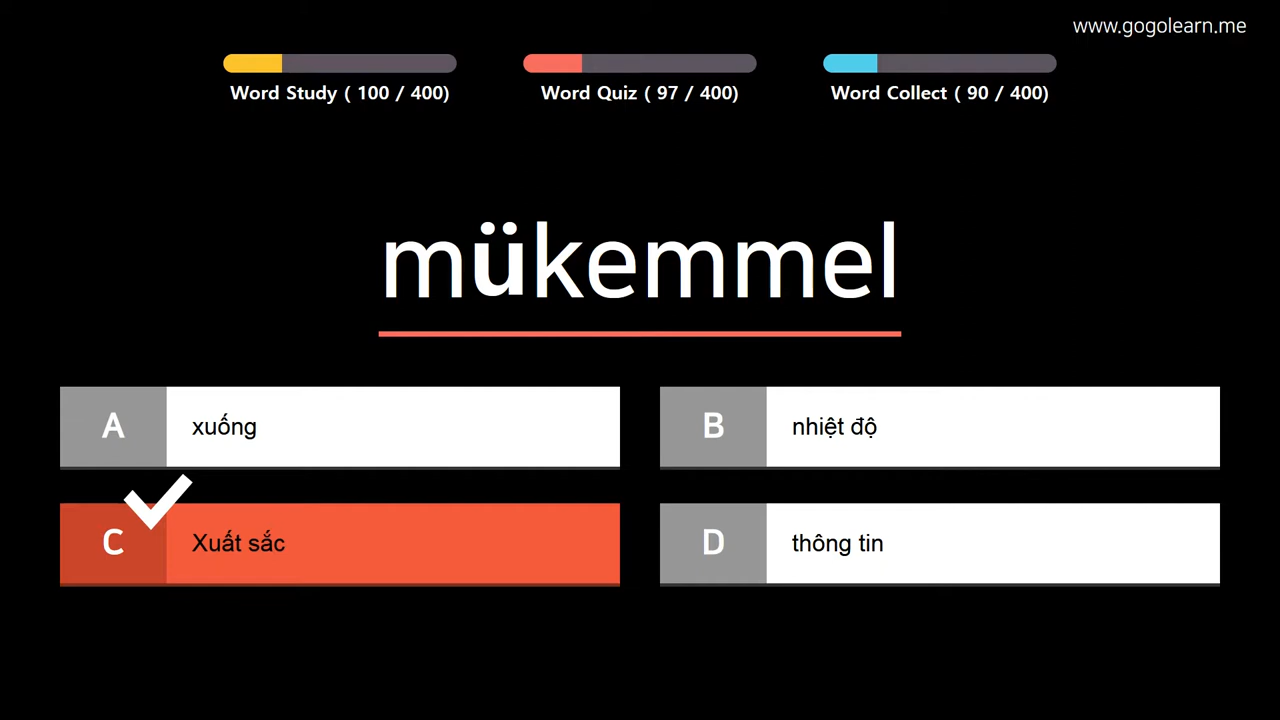 www.gogolearn.me
Word Study ( 100 / 400)
Word Quiz ( 97 / 400)
Word Collect ( 90 / 400)
mükemmel
A xuống
B nhiệt độ
C Xuất sắc
D thông tin